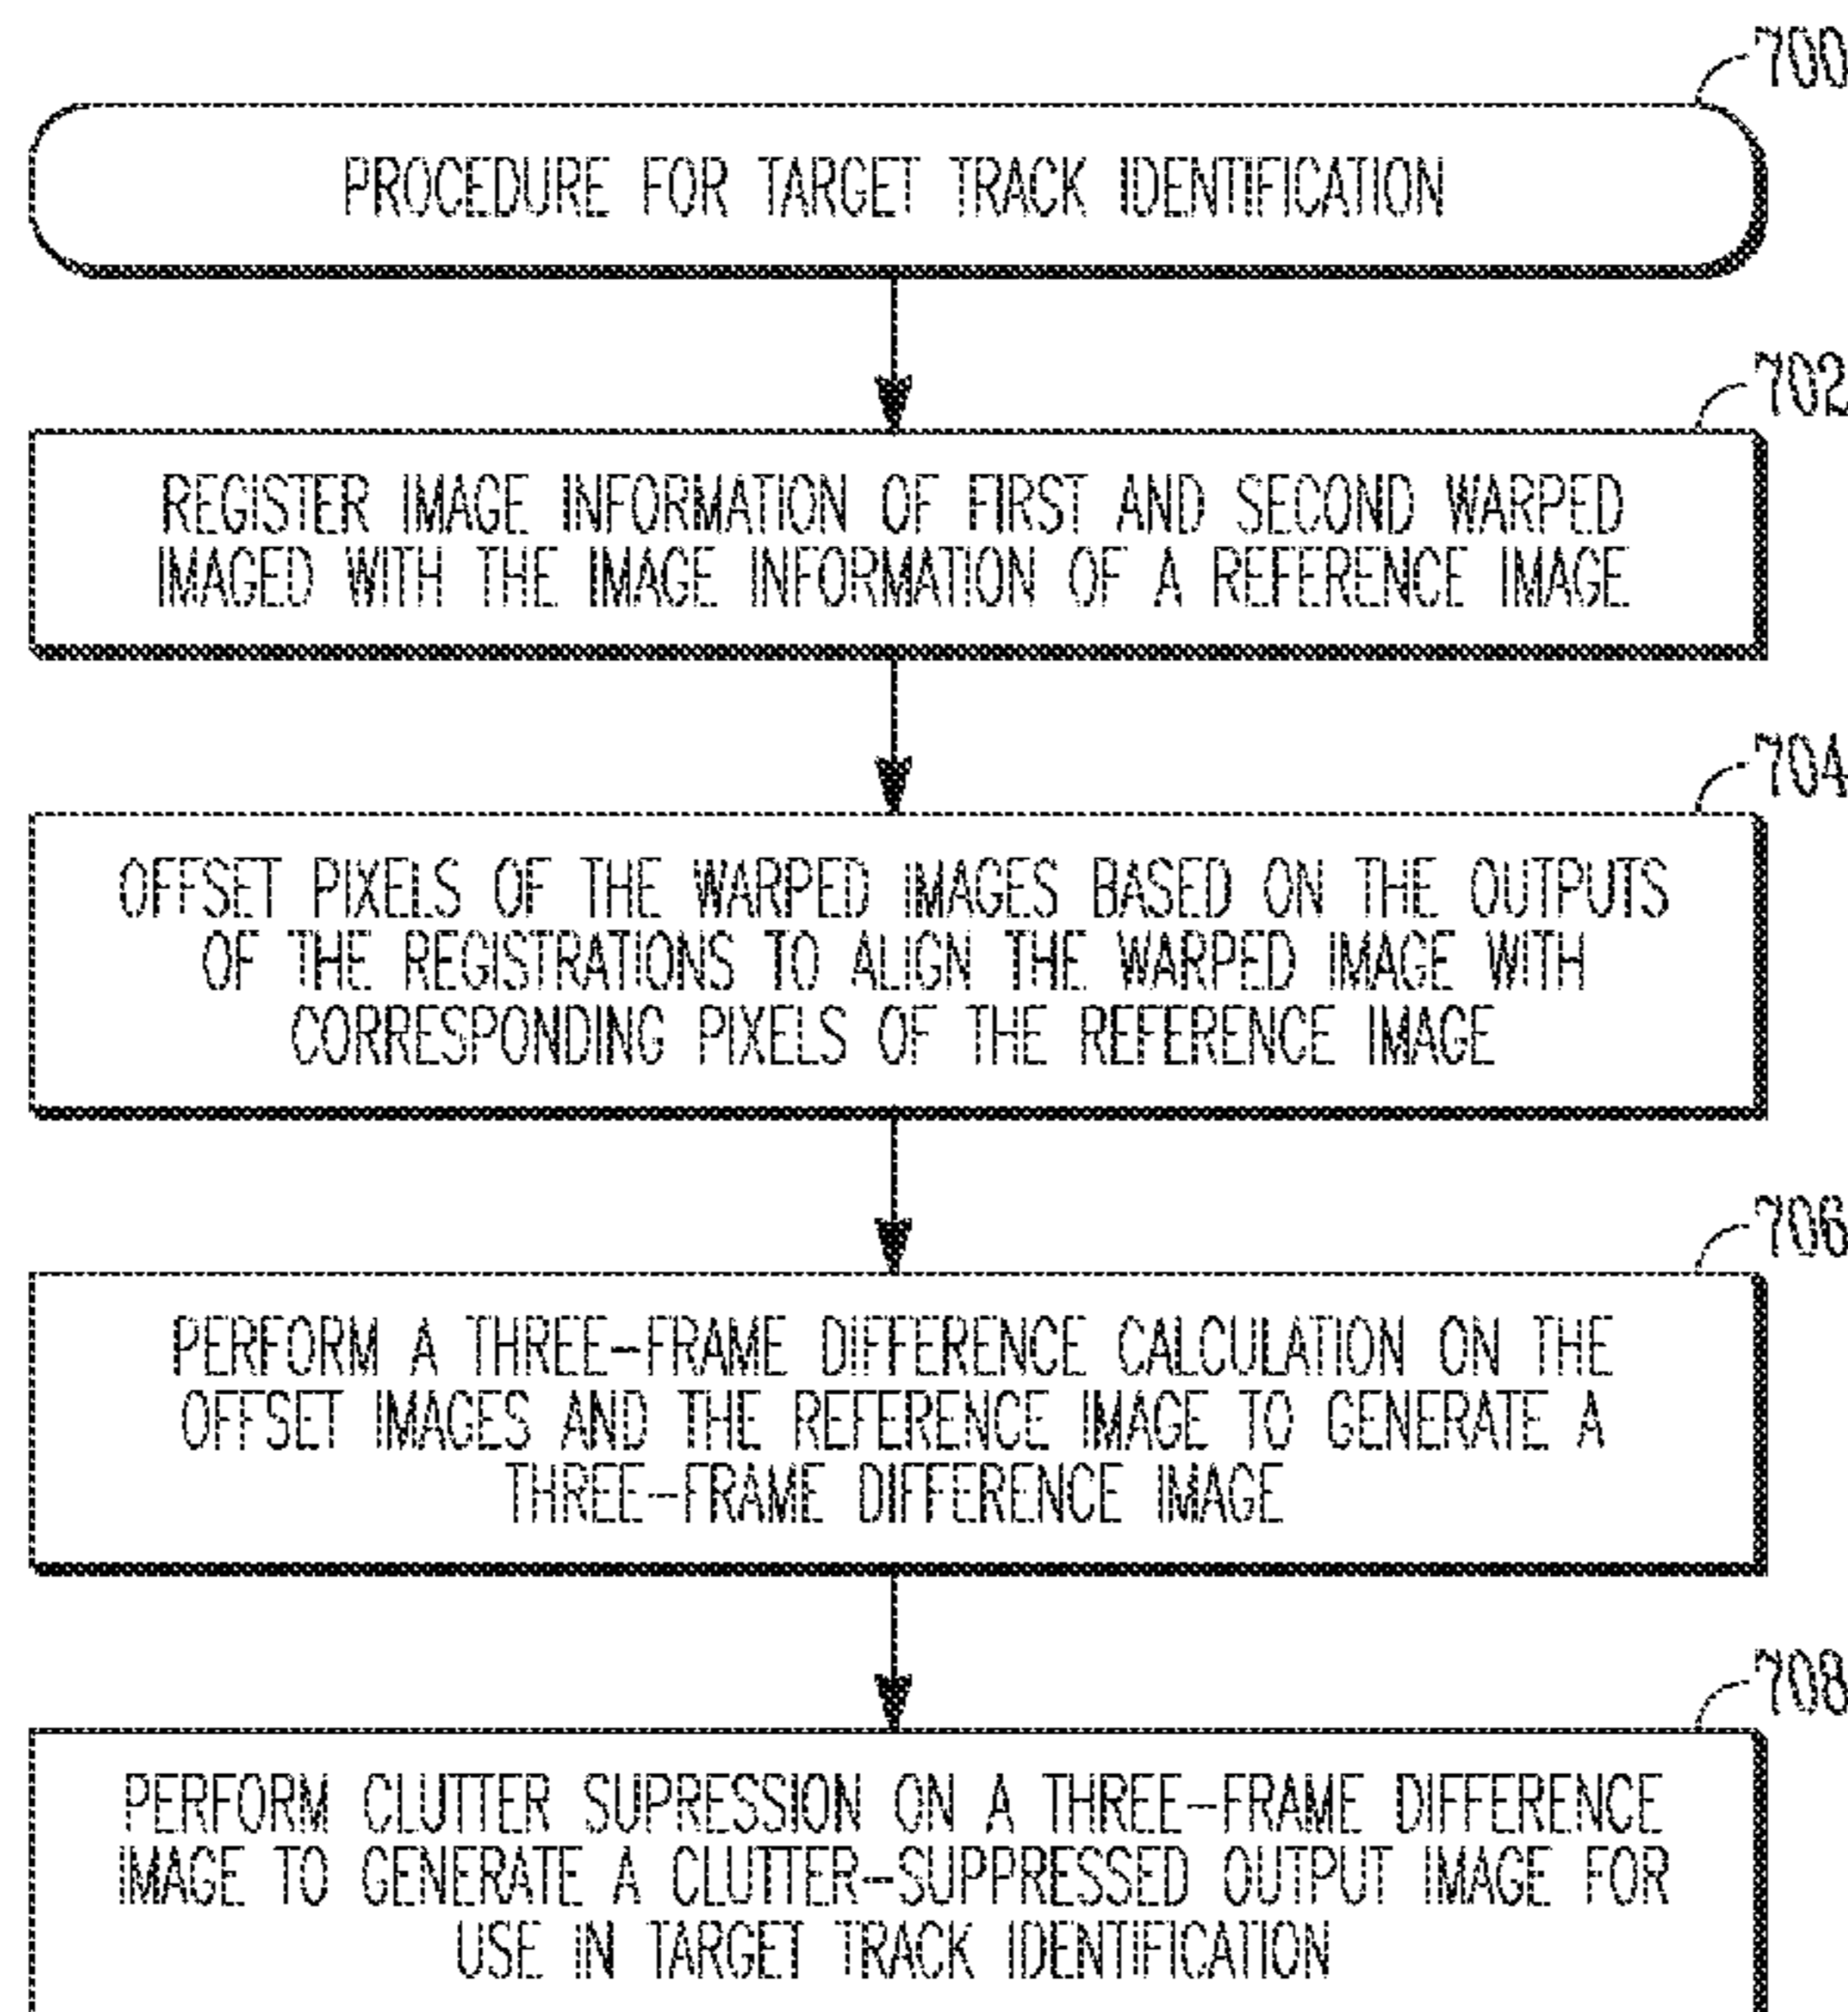 700
PROCEDURE FOR TARGET TRACK IDENTIFICATION
702
REGISTER IMAGE INFORMATION OF FIRST AND SECOND WARPED
IMAGED WITH THE IMAGE INFORMATION OF A REFERENCE IMAGE
704
OFFSET PIXELS OF THE WARPED IMAGES BASED ON THE OUTPUTS
OF THE REGISTRATIONS TO ALIGN THE WARPED IMAGE WITH
CORRESPONDING PIXELS OF THE REFERENCE IMAGE
706
PERFORM A THREE-FRAME DIFFERENCE CALCULATION ON THE
OFFSET IMAGES AND THE REFERENCE IMAGE TO GENERATE A
THREE-FRAME DIFFERENCE IMAGE
708
PERFORM CLUTTER SUPRESSION ON A THREE-FRAME DIFFERENCE
IMAGE TO GENERATE A CLUTTER-SUPPRESSED OUTPUT IMAGE FOR
USE IN TARGET TRACK IDENTIFICATION